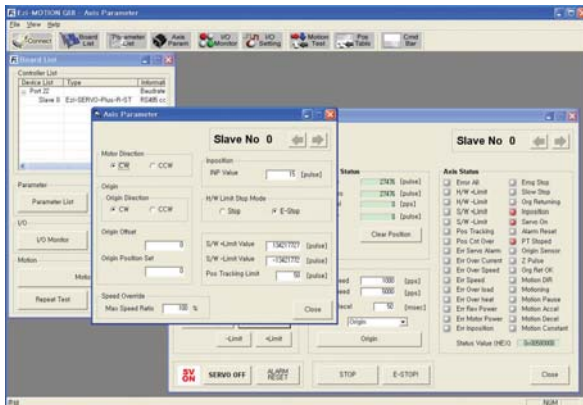 Ezi-MOTION GUI - Axis Parameter
File View Help
Connect
Board List
Parameter List
Axis Param
I/O Monitor
I/O Setting
Motion Test
Pos Table
Cmd Bar
Board List
Controller List
Device List Type Informati
Port 22 Baudrate
Slave 0 Ezi-SERVO-Plus-R-ST RS485 cc
Parameter
Parameter List
I/O
I/O Monitor
Motion
Motio
Repeat Test
Axis Parameter
Slave No 0
Motor Direction
CW CCW
Origin
Origin Direction
CW CCW
Origin Offset
0
Origin Position Set
0
Speed Override
Max Speed Ratio 100 %
Inposition
INP Value 15 [pulse]
H/W Limit Stop Mode
Stop E-Stop
S/W +Limit Value 134217727 [pulse]
S/W -Limit Value [pulse]
Pos Tracking Limit 50 [pulse]
Close
Slave No 0
Status
27476 [pulse]
27476 [pulse]
0 [pps]
0 [pulse]
Clear Position
1000 [pps]
5000 [pps]
50 [msec]
Origin
-Limit +Limit Origin
SV ON SERVO OFF ALARM RESET STOP E-STOP! Close
Axis Status
Error All Emg Stop
H/W +Limit Slow Stop
H/W -Limit Org Returning
S/W +Limit Inposition
S/W -Limit Servo On
Pos Tracking Alarm Reset
Pos Cnt Over PT Stoped
Err Servo Alarm Origin Sensor
Err Over Current Z Pulse
Err Over Speed Org Ret OK
Err Speed Motion DIR
Err Over load Motioning
Err Over heat Motion Pause
Err Rev Power Motion Accel
Err Motor Power Motion Decel
Err Inposition Motion Constant
Status Value (HEX)
NUM